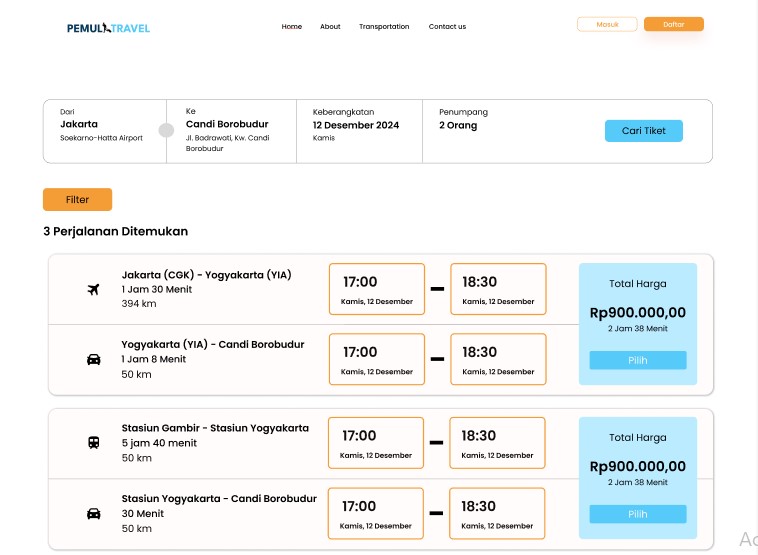 PEMULTRAVEL
Home About Transportation Contact us
Masuk Daftar
Dari
Jakarta
Soekarno-Hatta Airport
Ke
Candi Borobudur
Jl. Badrawati, Kw. Candi
Borobudur
Keberangkatan
12 Desember 2024
Kamis
Penumpang
2 Orang
Cari Tiket
Filter
3 Perjalanan Ditemukan
Jakarta (CGK) - Yogyakarta (YIA)
1 Jam 30 Menit
394 km
17:00
Kamis, 12 Desember
18:30
Kamis, 12 Desember
Yogyakarta (YIA) - Candi Borobudur
1 Jam 8 Menit
50 km
17:00
Kamis, 12 Desember
18:30
Kamis, 12 Desember
Total Harga
Rp900.000,00
2 Jam 38 Menit
Pilih
Stasiun Gambir - Stasiun Yogyakarta
5 jam 40 menit
50 km
17:00
Kamis, 12 Desember
18:30
Kamis, 12 Desember
Stasiun Yogyakarta - Candi Borobudur
30 Menit
50 km
17:00
Kamis, 12 Desember
18:30
Kamis, 12 Desember
Total Harga
Rp900.000,00
2 Jam 38 Menit
Pilih